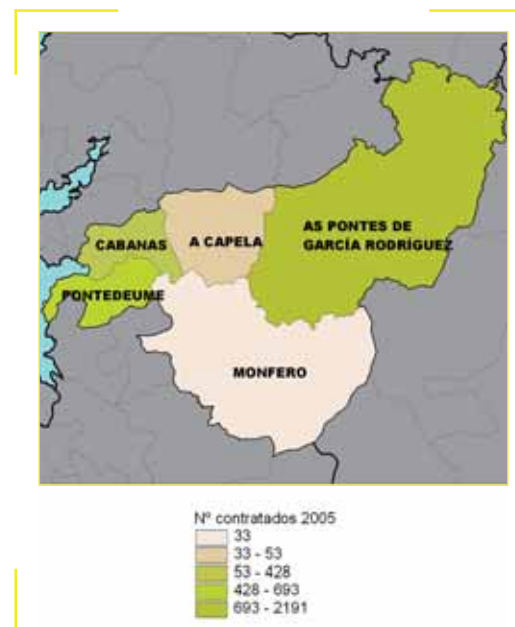 CABANAS
A CAPELA
AS PONTES DE
GARCÍA RODRÍGUEZ
PONTEDEUME
MONFERO
Nº contratados 2005
33
33 - 53
53 - 428
428 - 693
693 - 2191